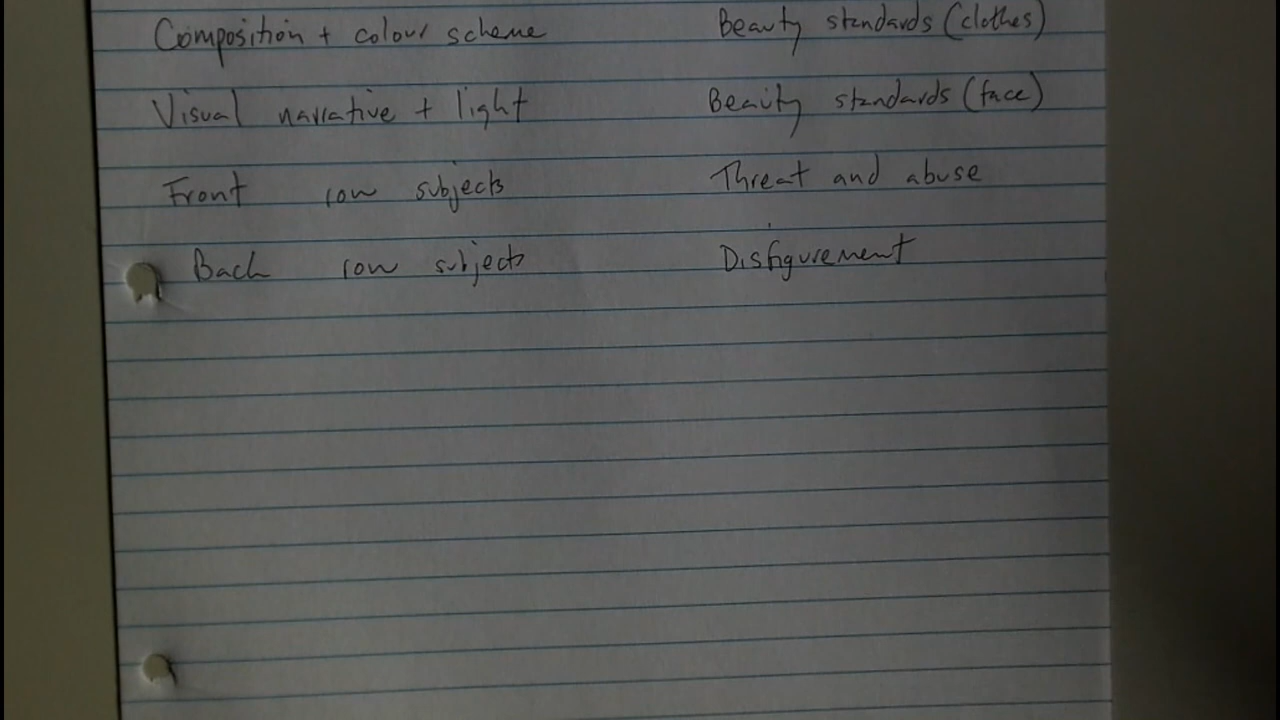 Composition + colour scheme
Visual narrative + light
Front row subjects
Back row subjects
Beauty standards (clothes)
Beauty standards (face)
Threat and abuse
Disfigurement